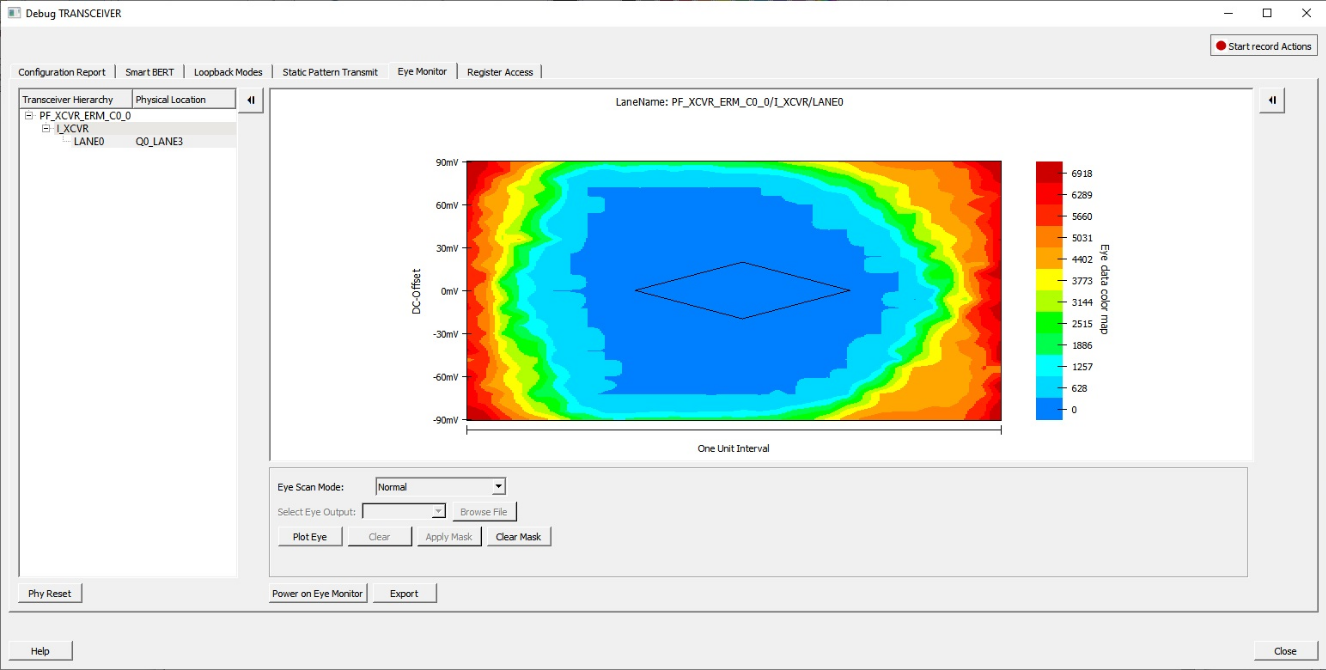 Debug TRANSCEIVER
Start record Actions
Configuration Report Smart BERT Loopback Modes Static Pattern Transmit Eye Monitor Register Access
Transceiver Hierarchy Physical Location
PF_XCVR_ERM_C0_0
I_XCVR
LANE0 Q0_LANE3
LaneName: PF_XCVR_ERM_C0_0/I_XCVR/LANE0
DC-Offset
90mV
60mV
30mV
0mV
-30mV
-60mV
-90mV
One Unit Interval
6918
6289
5660
5031
4402
3773
3144
2515
1886
1257
628
0
Eye data color map
Eye Scan Mode: Normal
Select Eye Output: Browse File
Plot Eye Clear Apply Mask Clear Mask
Phy Reset Power on Eye Monitor Export
Help Close